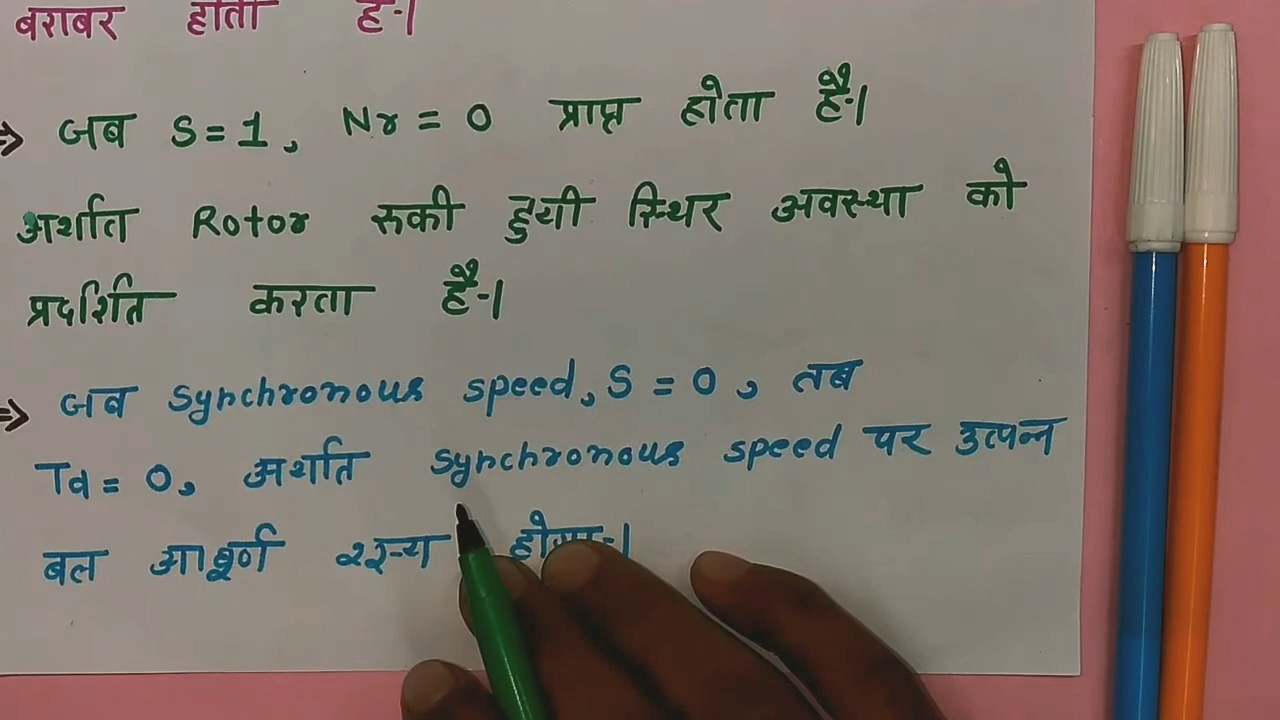 बराबर होता है।
⇒ जब S=1, Nr = 0 प्राप्त होता है।
अर्थात Rotor रुकी हुयी स्थिर अवस्था को
प्रदर्शित करता है।
⇒ जब synchronous speed, S = 0, तब
Td = 0, अर्थात synchronous speed पर उत्पन्न
बल आघूर्ण शून्य होगा।